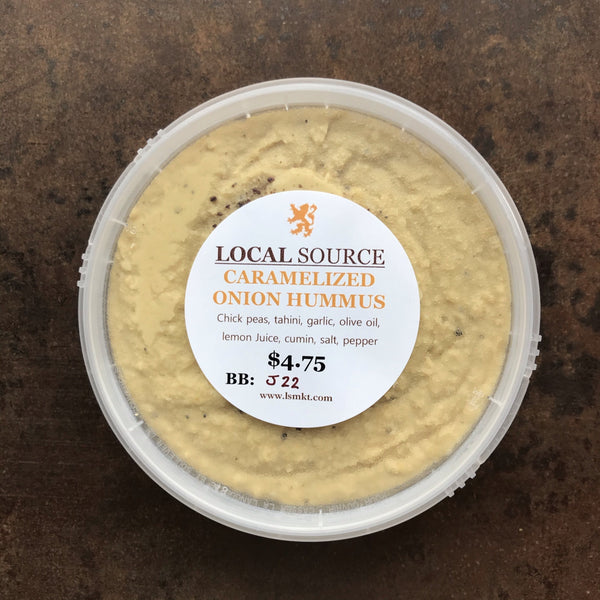 LOCAL SOURCE
CARAMELIZED
ONION HUMMUS
Chick peas, tahini, garlic, olive oil,
lemon Juice, cumin, salt, pepper
$4.75
BB: J22
www.lsmkt.com